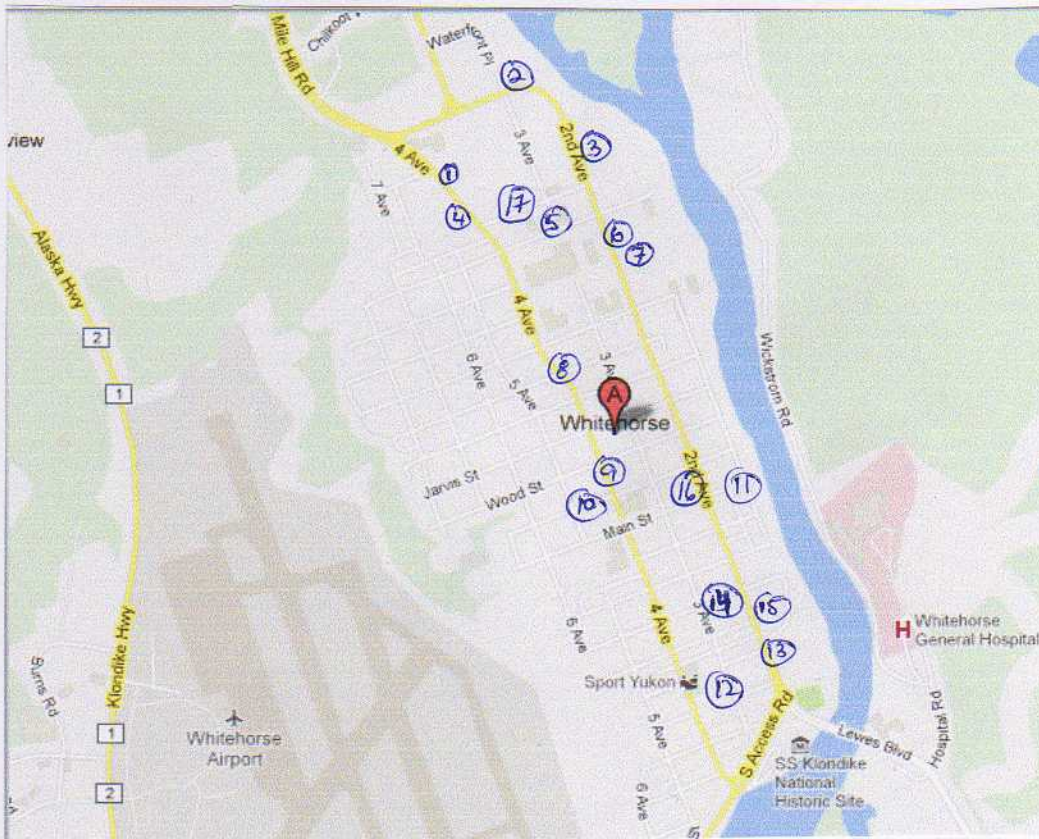 Mile Hill Rd
Chilkoot
Waterfront Pl
2
view
3 Ave
2nd Ave
3
4 Ave
1
7 Ave
4
17
5
6
7
Alaska Hwy
4 Ave
2
1
Wickstrom Rd
8
3 Av
6 Ave
5 Ave
A
Whitehorse
Jarvis St
Wood St
9
10
2nd Ave
16
11
Main St
14
15
3 Ave
4 Ave
6 Ave
13
H Whitehorse
General Hospital
Klondike Hwy
Burns Rd
Sport Yukon
12
5 Ave
S Access Rd
Lewes Blvd
Hospital Rd
1
Whitehorse
Airport
SS Klondike
National
Historic Site
2
6 Ave